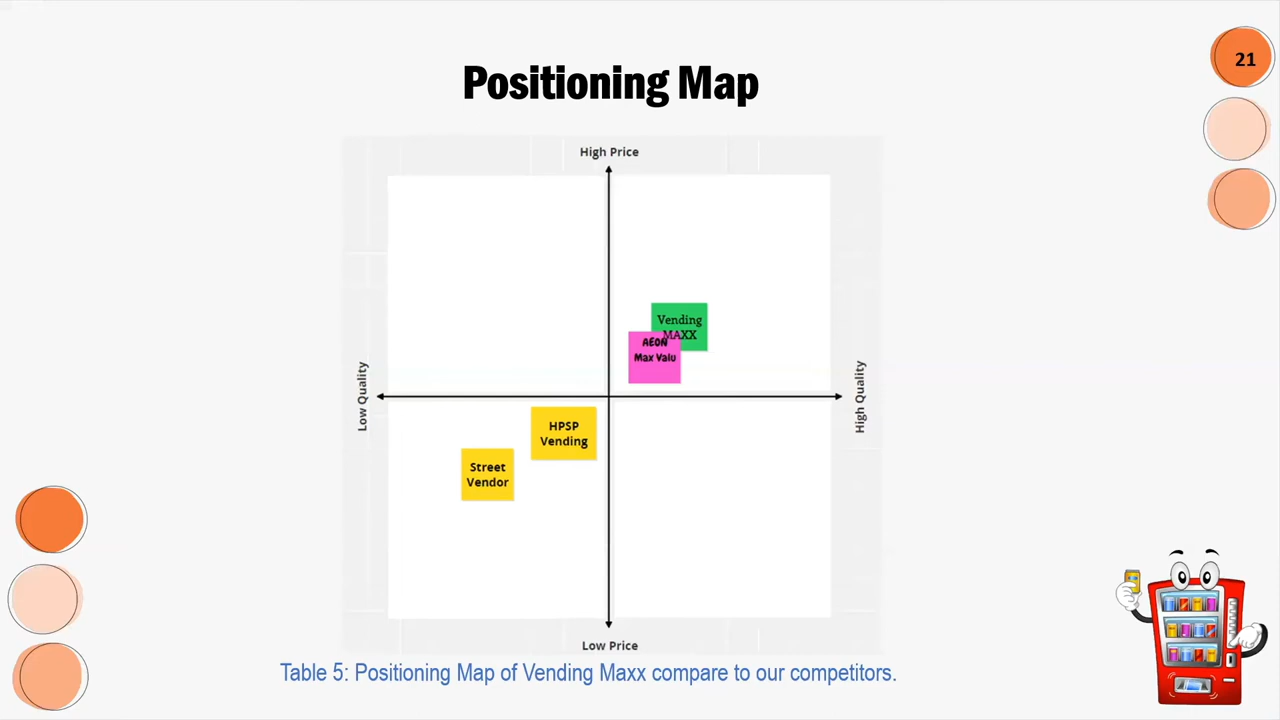 Positioning Map
21
High Price
Vending
MAXX
AEON
Max Valu
Low Quality
High Quality
HPSP
Vending
Street
Vendor
Low Price
Table 5: Positioning Map of Vending Maxx compare to our competitors.